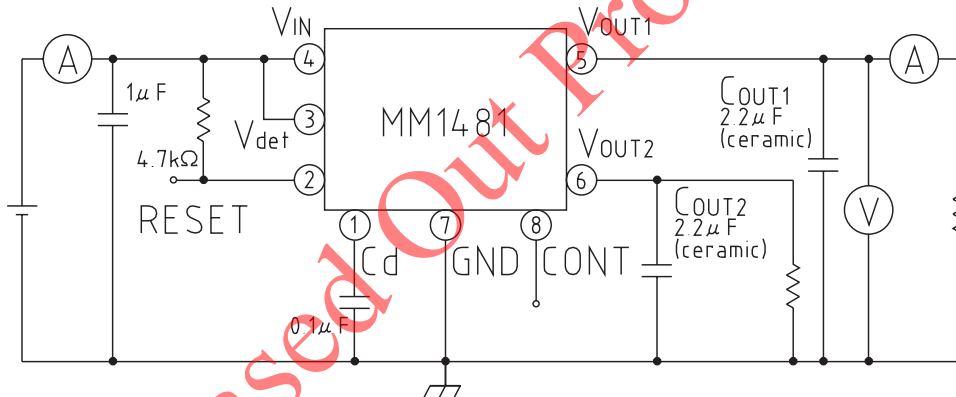 VIN
VOUT1
A
4
5
A
1μF
COUT1
2.2μF
(ceramic)
3
MM1481
Vdet
VOUT2
4.7kΩ
2
6
RESET
COUT2
2.2μF
(ceramic)
V
1
7
8
Cd
GND
CONT
0.1μF
sed Out Pro